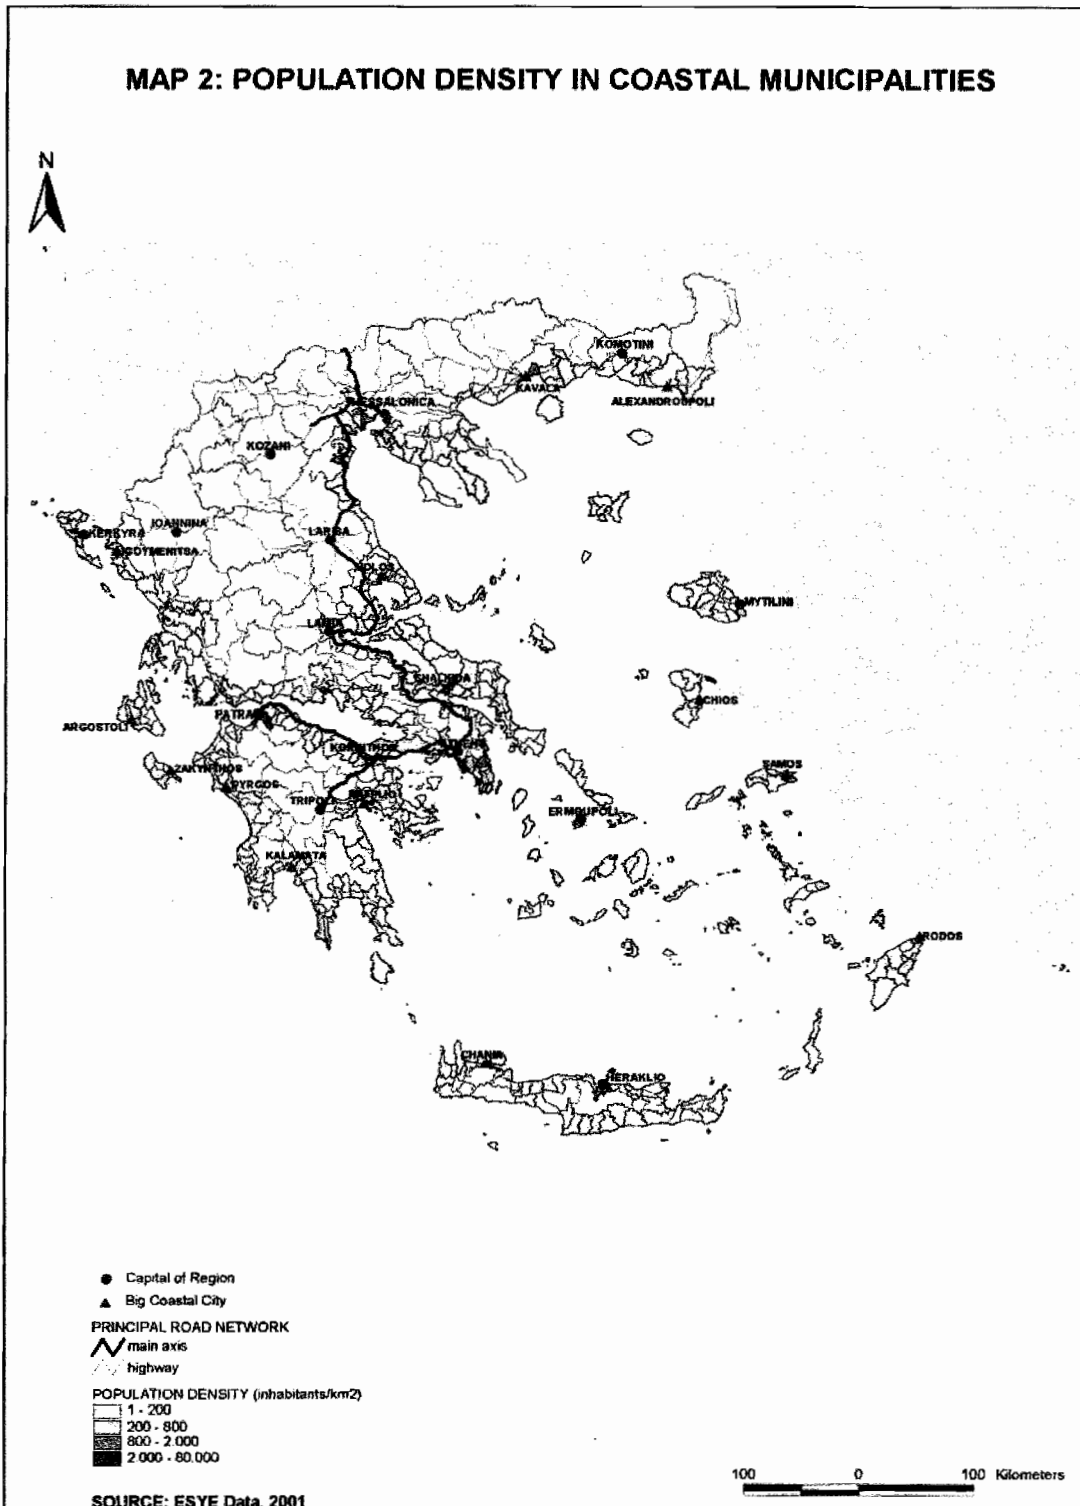 MAP 2: POPULATION DENSITY IN COASTAL MUNICIPALITIES
N
KOMOTINI
KAVALA
ALEXANDROUPOLI
THESSALONICA
KOZANI
IOANNINA
KERKYRA
IGOYMENITSA
LARISA
VOLOS
MYTILINI
LAMIA
CHALKIDA
CHIOS
PATRA
ARGOSTOLI
KORINTHOS
ATHENS
ZAKYNTHOS
PYRGOS
SAMOS
TRIPOLI
NAFPLIO
ERMOUPOLI
KALAMATA
RODOS
CHANIA
HERAKLIO
Capital of Region
Big Coastal City
PRINCIPAL ROAD NETWORK
main axis
highway
POPULATION DENSITY (inhabitants/km2)
1 - 200
200 - 800
800 - 2.000
2.000 - 80.000
SOURCE: ESYE Data, 2001
100 0 100 Kilometers